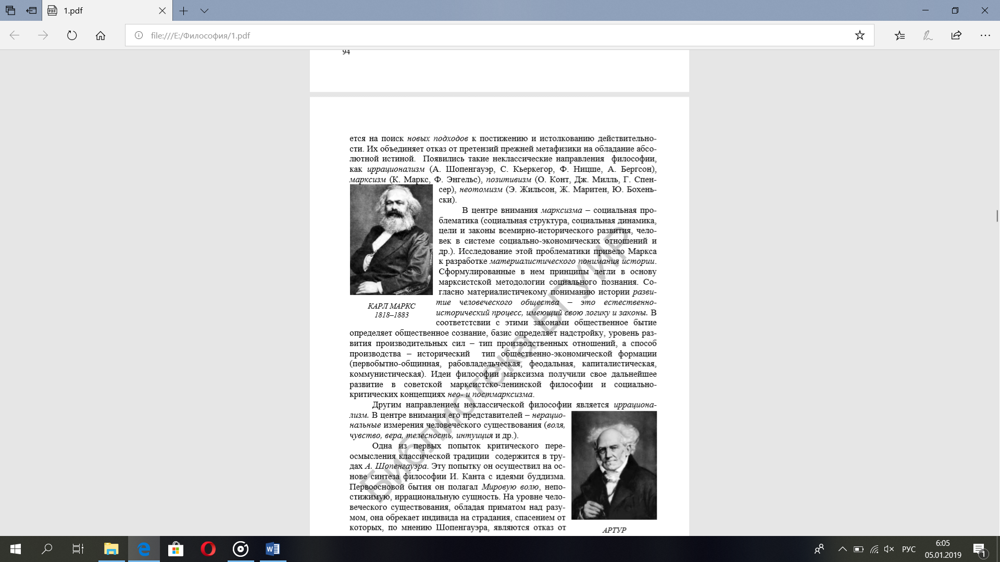 1.pdf
file:///E:/Философия/1.pdf
94
ется на поиск новых подходов к постижению и истолкованию действительно-
сти. Их объединяет отказ от претензий прежней метафизики на обладание абсо-
лютной истиной. Появились такие неклассические направления философии,
как иррационализм (А. Шопенгауэр, С. Кьеркегор, Ф. Ницше, А. Бергсон),
марксизм (К. Маркс, Ф. Энгельс), позитивизм (О. Конт, Дж. Милль, Г. Спен-
сер), неотомизм (Э. Жильсон, Ж. Маритен, Ю. Бохень-
ски).
В центре внимания марксизма – социальная про-
блематика (социальная структура, социальная динамика,
цели и законы всемирно-исторического развития, чело-
век в системе социально-экономических отношений и
др.). Исследование этой проблематики привело Маркса
к разработке материалистического понимания истории.
Сформулированные в нем принципы легли в основу
марксистской методологии социального познания. Со-
гласно материалистичекому пониманию истории разви-
тие человеческого общества – это естественно-
исторический процесс, имеющий свою логику и законы. В
соответстсвии с этими законами общественное бытие
КАРЛ МАРКС
1818–1883
определяет общественное сознание, базис определяет надстройку, уровень раз-
вития производительных сил – тип производственных отношений, а способ
производства – исторический тип общественно-экономической формации
(первобытно-общинная, рабовладельческая, феодальная, капиталистическая,
коммунистическая). Идеи философии марксизма получили свое дальнейшее
развитие в советской марксистско-ленинской философии и социально-
критических концепциях нео- и постмарксизма.
Другим направлением неклассической философии является иррациона-
лизм. В центре внимания его представителей – нерацио-
нальные измерения человеческого существования (воля,
чувство, вера, телесность, интуиция и др.).
Одна из первых попыток критического пере-
осмысления классической традиции содержится в тру-
дах А. Шопенгауэра. Эту попытку он осуществил на ос-
нове синтеза философии И. Канта с идеями буддизма.
Первоосновой бытия он полагал Мировую волю, непо-
стижимую, иррациональную сущность. На уровне чело-
веческого существования, обладая приматом над разу-
мом, она обрекает индивида на страдания, спасением от
которых, по мнению Шопенгауэра, являются отказ от
АРТУР
Библиотека БГУИР
РУС
6:05
05.01.2019
1